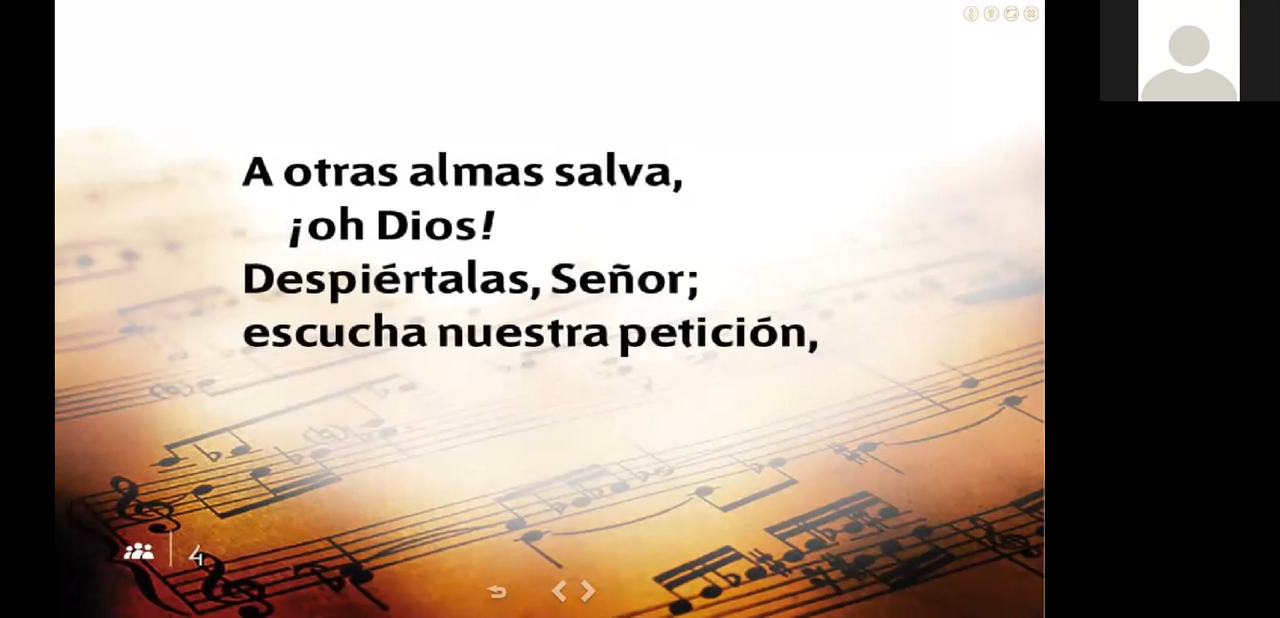 A otras almas salva,
¡oh Dios!
Despiértalas, Señor;
escucha nuestra petición,
4